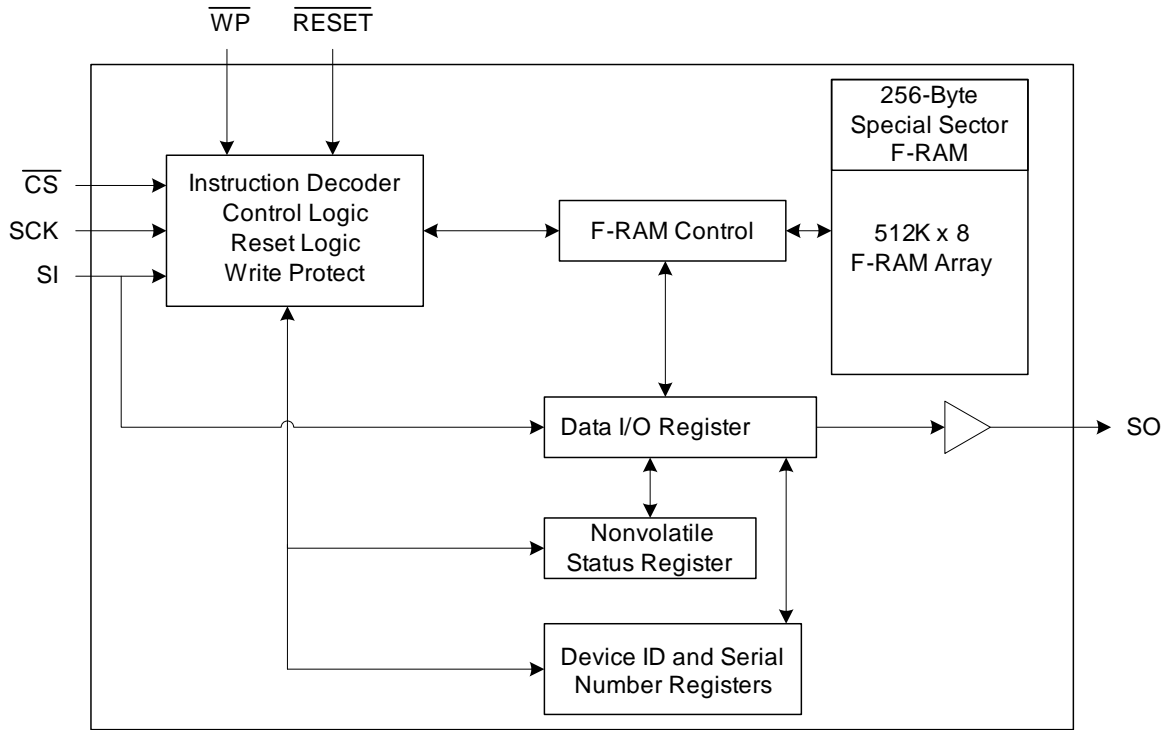 WP
RESET
256-Byte
Special Sector
F-RAM
CS
SCK
SI
Instruction Decoder
Control Logic
Reset Logic
Write Protect
F-RAM Control
512K x 8
F-RAM Array
Data I/O Register
SO
Nonvolatile
Status Register
Device ID and Serial
Number Registers